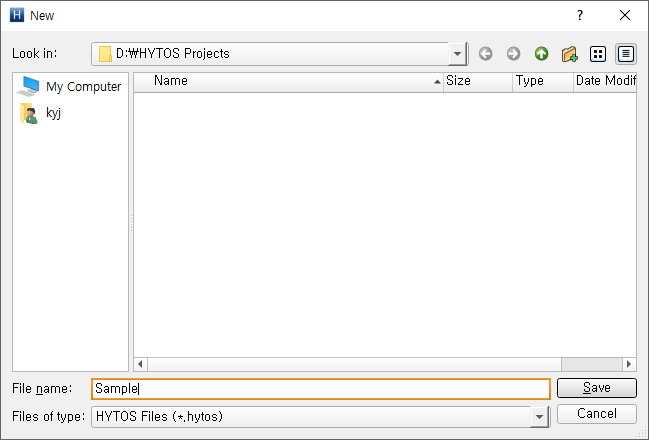 H New
?
Look in:
D:₩HYTOS Projects
My Computer
kyj
Name
Size
Type
Date Modif
File name:
Sample
Save
Files of type:
HYTOS Files (*.hytos)
Cancel